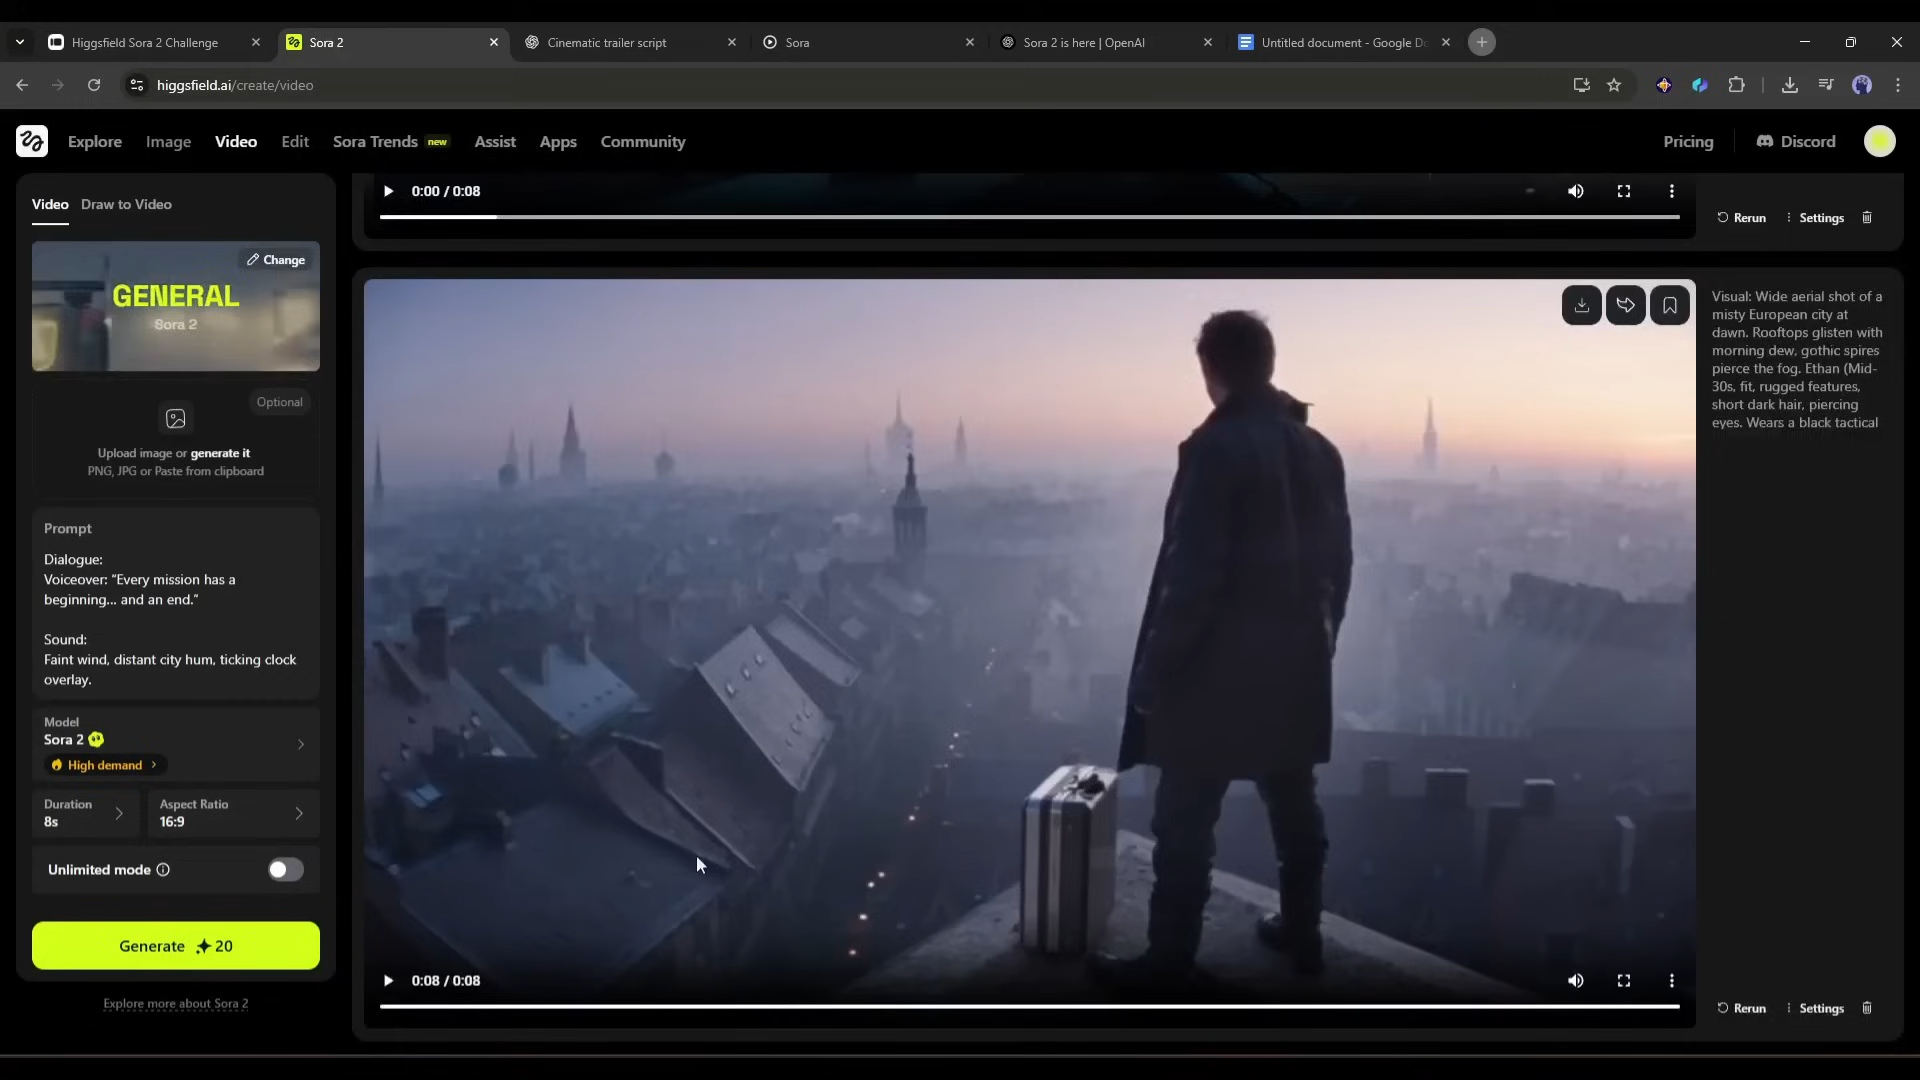 Higgsfield Sora 2 Challenge
Sora 2
Cinematic trailer script
Sora
Sora 2 is here | OpenAI
Untitled document - Google Do
higgsfield.ai/create/video
Explore
Image
Video
Edit
Sora Trends new
Assist
Apps
Community
Pricing
Discord
Video
Draw to Video
Change
GENERAL
Sora 2
Optional
Upload image or generate it
PNG, JPG or Paste from clipboard
Prompt
Dialogue:
Voiceover: “Every mission has a
beginning… and an end.”
Sound:
Faint wind, distant city hum, ticking clock
overlay.
Model
Sora 2
High demand
Duration
8s
Aspect Ratio
16:9
Unlimited mode
Generate 20
Explore more about Sora 2
0:00 / 0:08
Rerun
Settings
Visual: Wide aerial shot of a
misty European city at
dawn. Rooftops glisten with
morning dew, gothic spires
pierce the fog. Ethan (Mid-
30s, fit, rugged features,
short dark hair, piercing
eyes. Wears a black tactical
0:08 / 0:08
Rerun
Settings